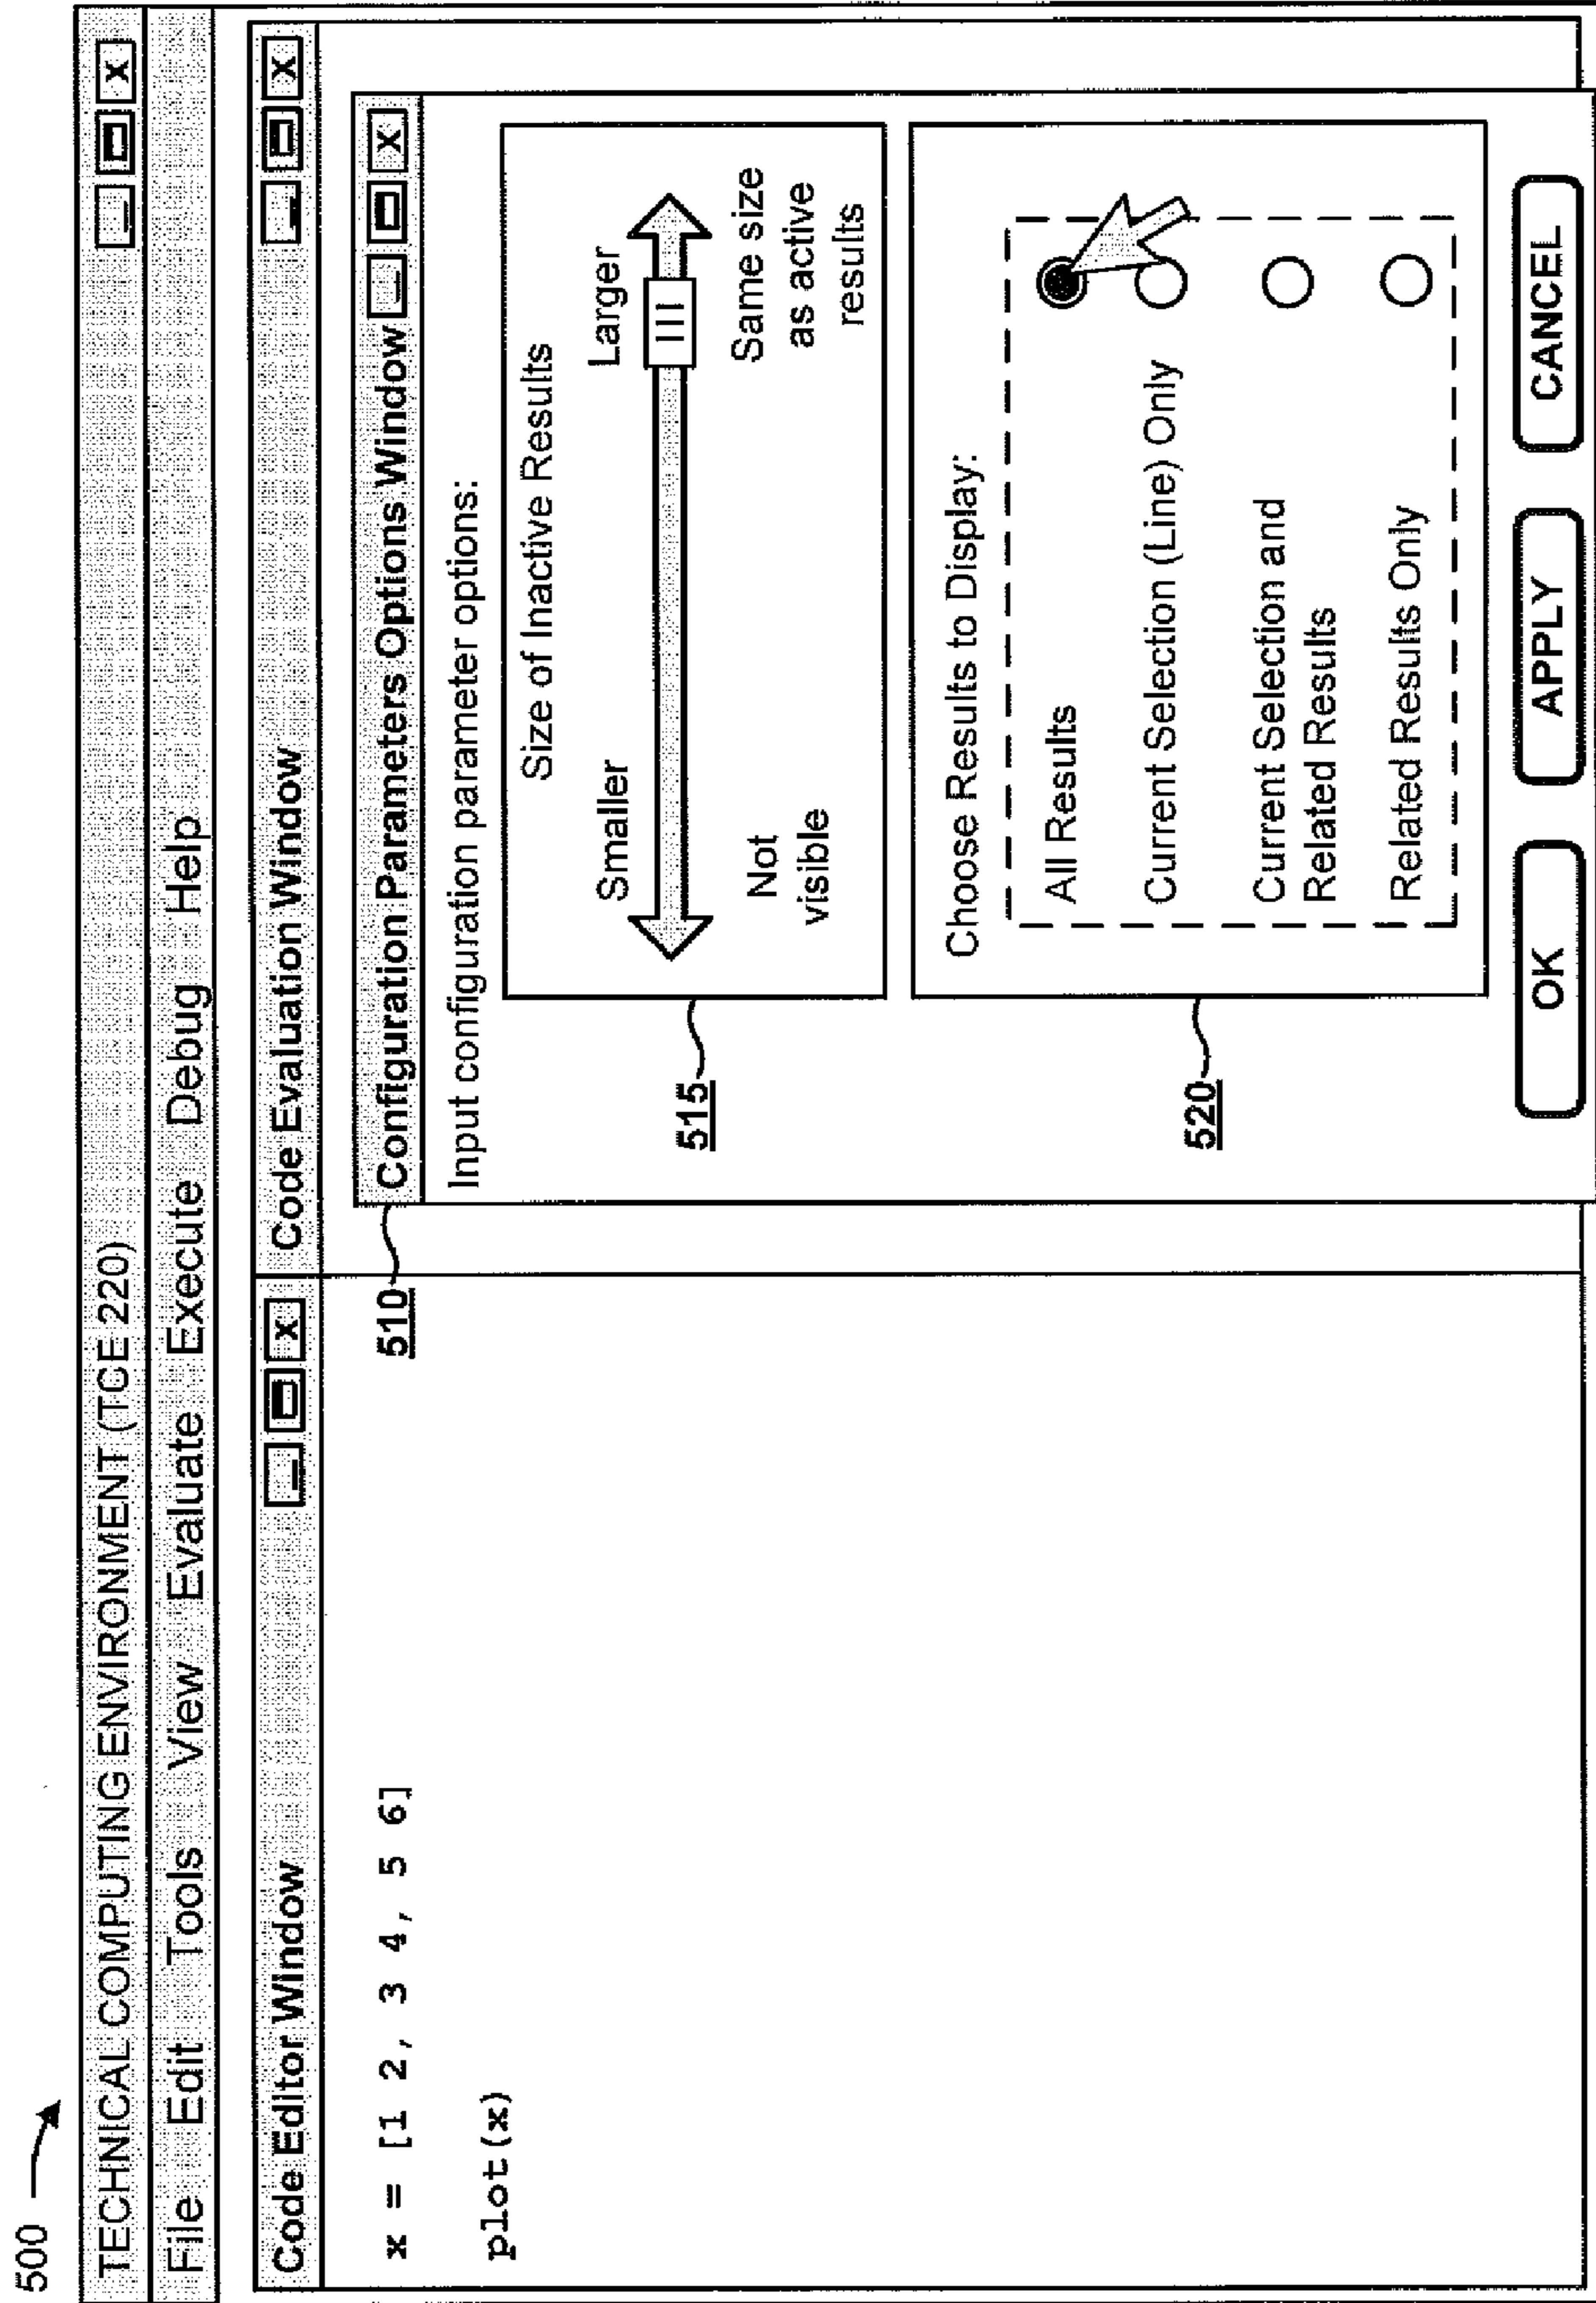 500
TECHNICAL COMPUTING ENVIRONMENT (TCE 220)
File Edit Tools View Evaluate Execute Debug Help
Code Editor Window
x = [1 2, 3 4, 5 6]
plot(x)
Code Evaluation Window
510
Configuration Parameters Options Window
Input configuration parameter options:
515
Size of Inactive Results
Smaller Larger
Not visible
Same size as active results
520
Choose Results to Display:
All Results
Current Selection (Line) Only
Current Selection and
Related Results
Related Results Only
OK APPLY CANCEL